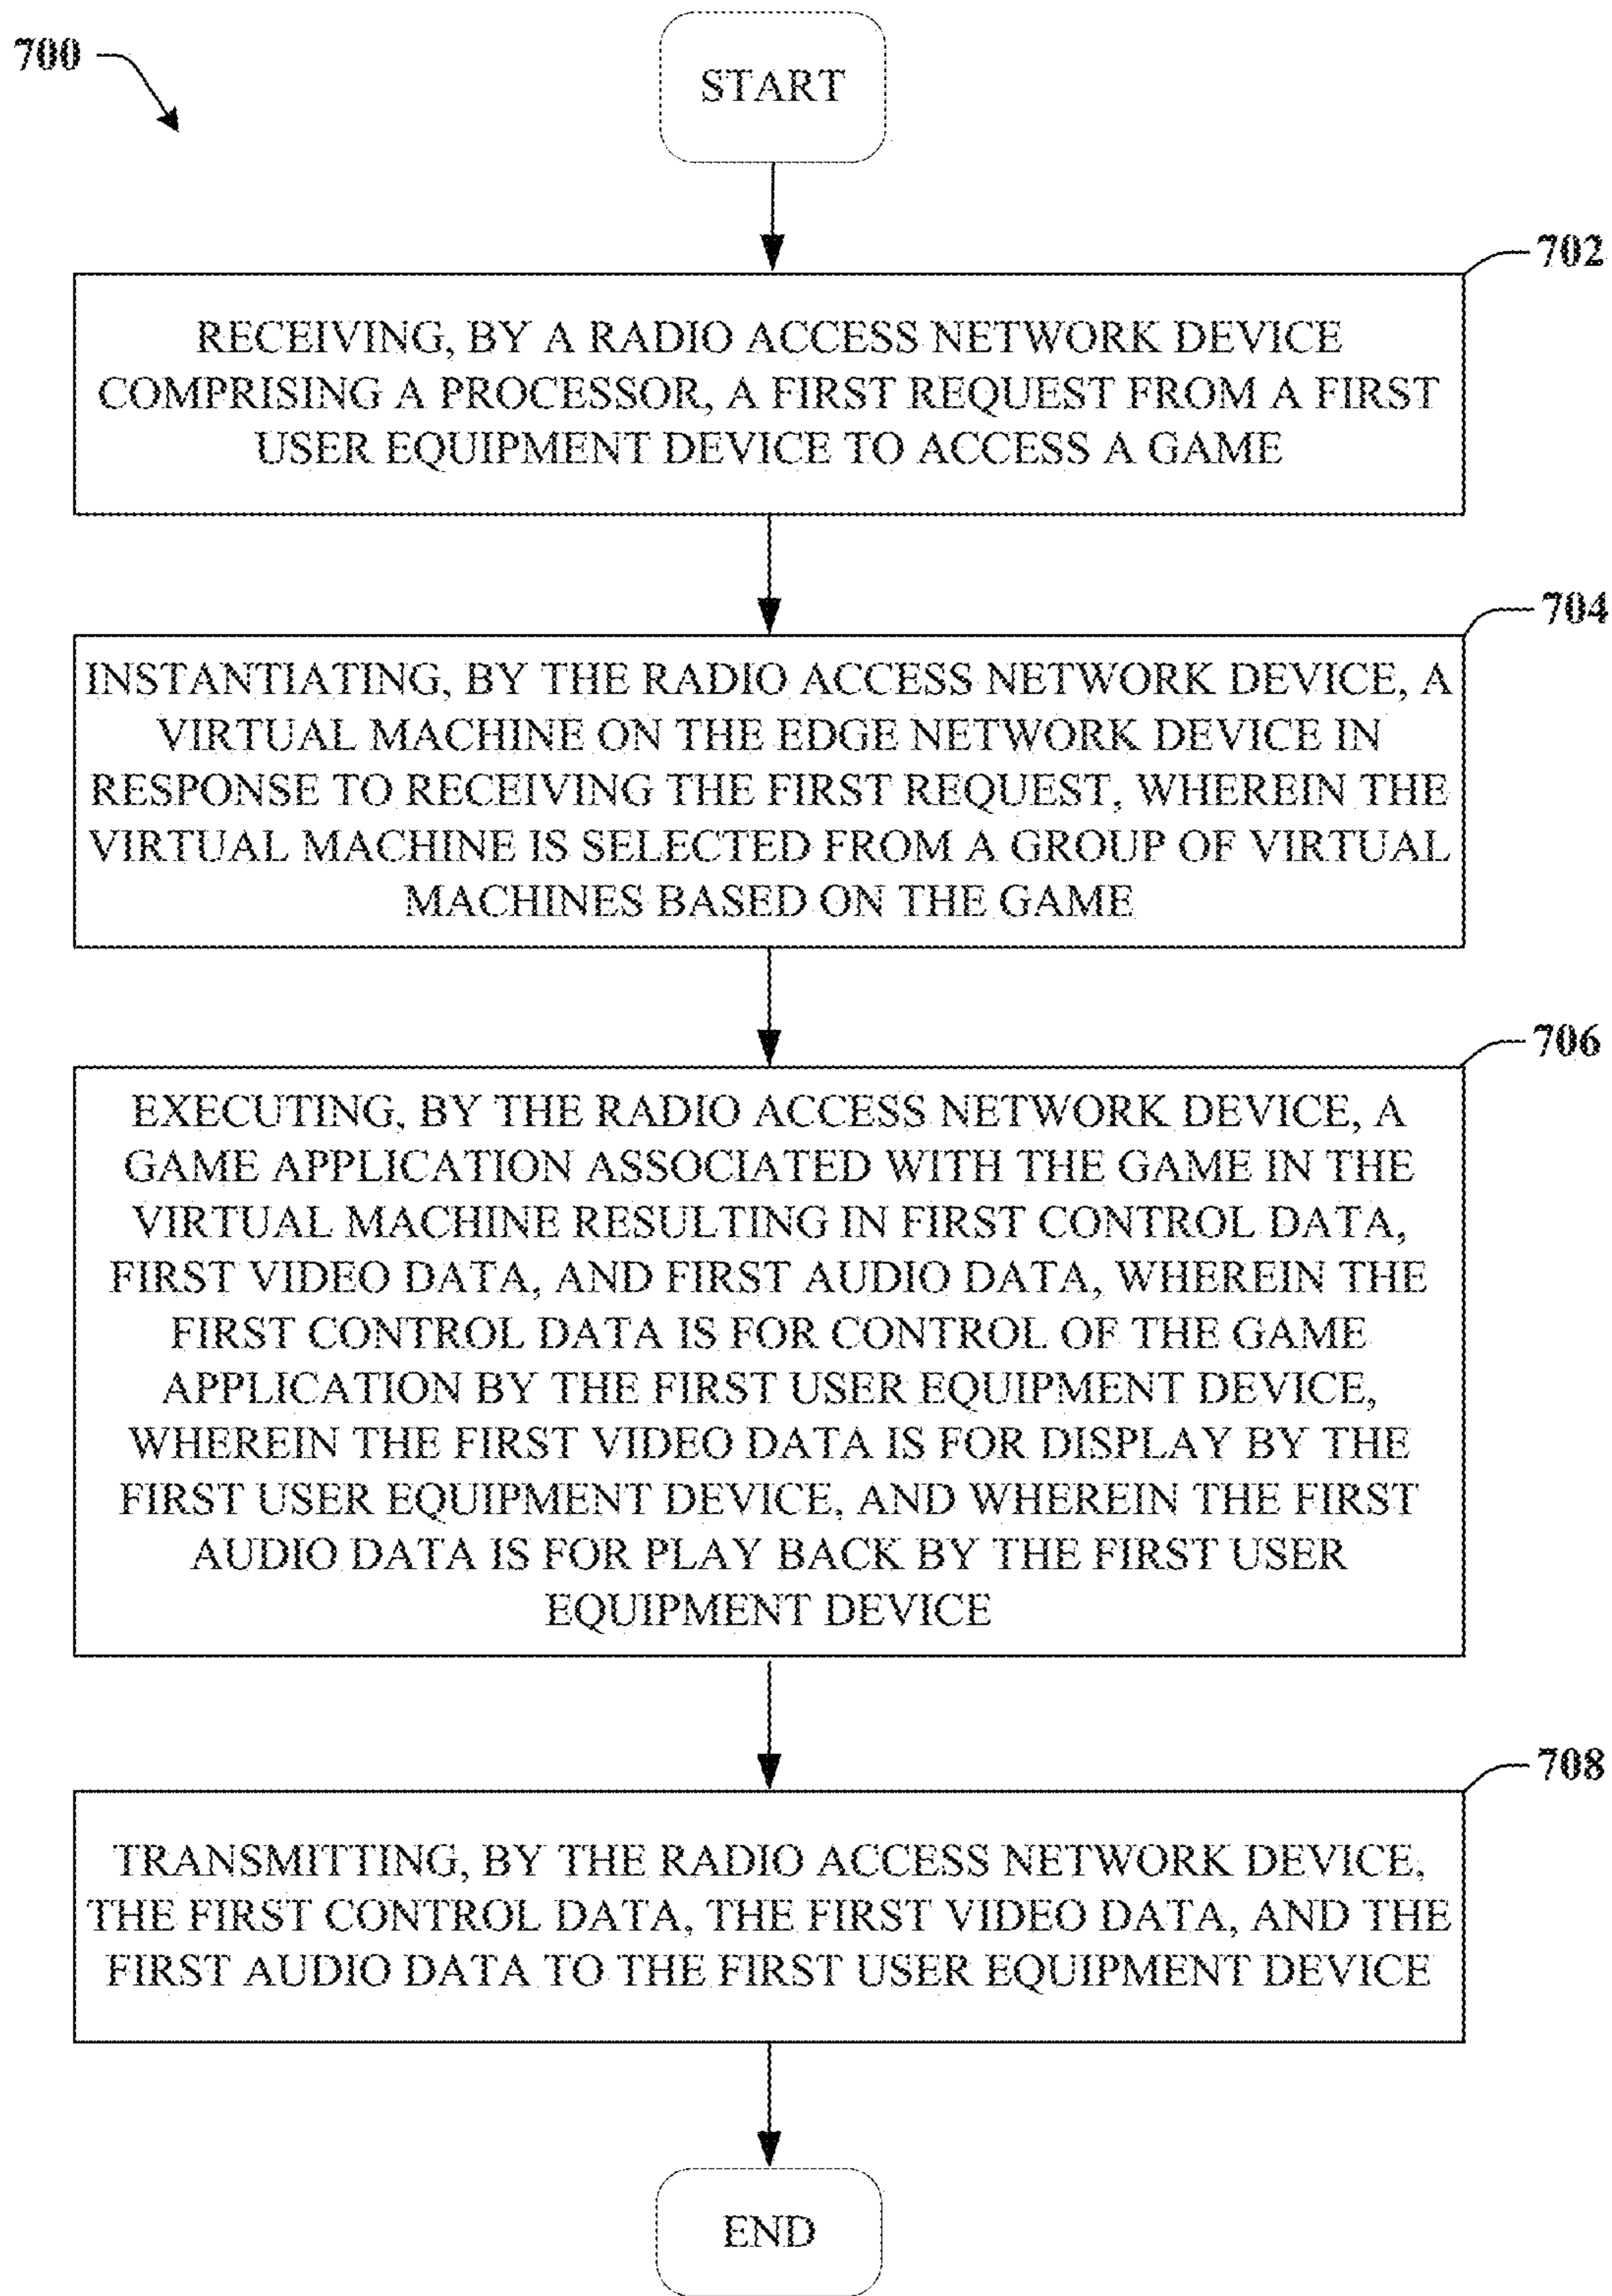 700
START
702
RECEIVING, BY A RADIO ACCESS NETWORK DEVICE
COMPRISING A PROCESSOR, A FIRST REQUEST FROM A FIRST
USER EQUIPMENT DEVICE TO ACCESS A GAME
704
INSTANTIATING, BY THE RADIO ACCESS NETWORK DEVICE, A
VIRTUAL MACHINE ON THE EDGE NETWORK DEVICE IN
RESPONSE TO RECEIVING THE FIRST REQUEST, WHEREIN THE
VIRTUAL MACHINE IS SELECTED FROM A GROUP OF VIRTUAL
MACHINES BASED ON THE GAME
706
EXECUTING, BY THE RADIO ACCESS NETWORK DEVICE, A
GAME APPLICATION ASSOCIATED WITH THE GAME IN THE
VIRTUAL MACHINE RESULTING IN FIRST CONTROL DATA,
FIRST VIDEO DATA, AND FIRST AUDIO DATA, WHEREIN THE
FIRST CONTROL DATA IS FOR CONTROL OF THE GAME
APPLICATION BY THE FIRST USER EQUIPMENT DEVICE,
WHEREIN THE FIRST VIDEO DATA IS FOR DISPLAY BY THE
FIRST USER EQUIPMENT DEVICE, AND WHEREIN THE FIRST
AUDIO DATA IS FOR PLAY BACK BY THE FIRST USER
EQUIPMENT DEVICE
708
TRANSMITTING, BY THE RADIO ACCESS NETWORK DEVICE,
THE FIRST CONTROL DATA, THE FIRST VIDEO DATA, AND THE
FIRST AUDIO DATA TO THE FIRST USER EQUIPMENT DEVICE
END